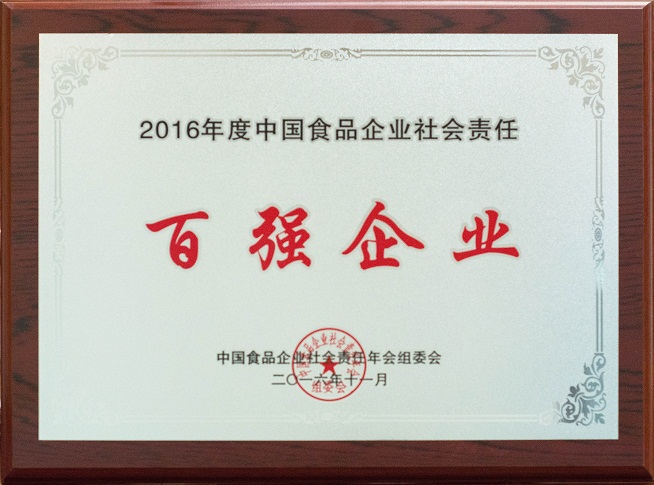 2016年度中国食品企业社会责任
百强企业
中国食品企业社会责任年会组委会
二〇一六年十一月
组委会